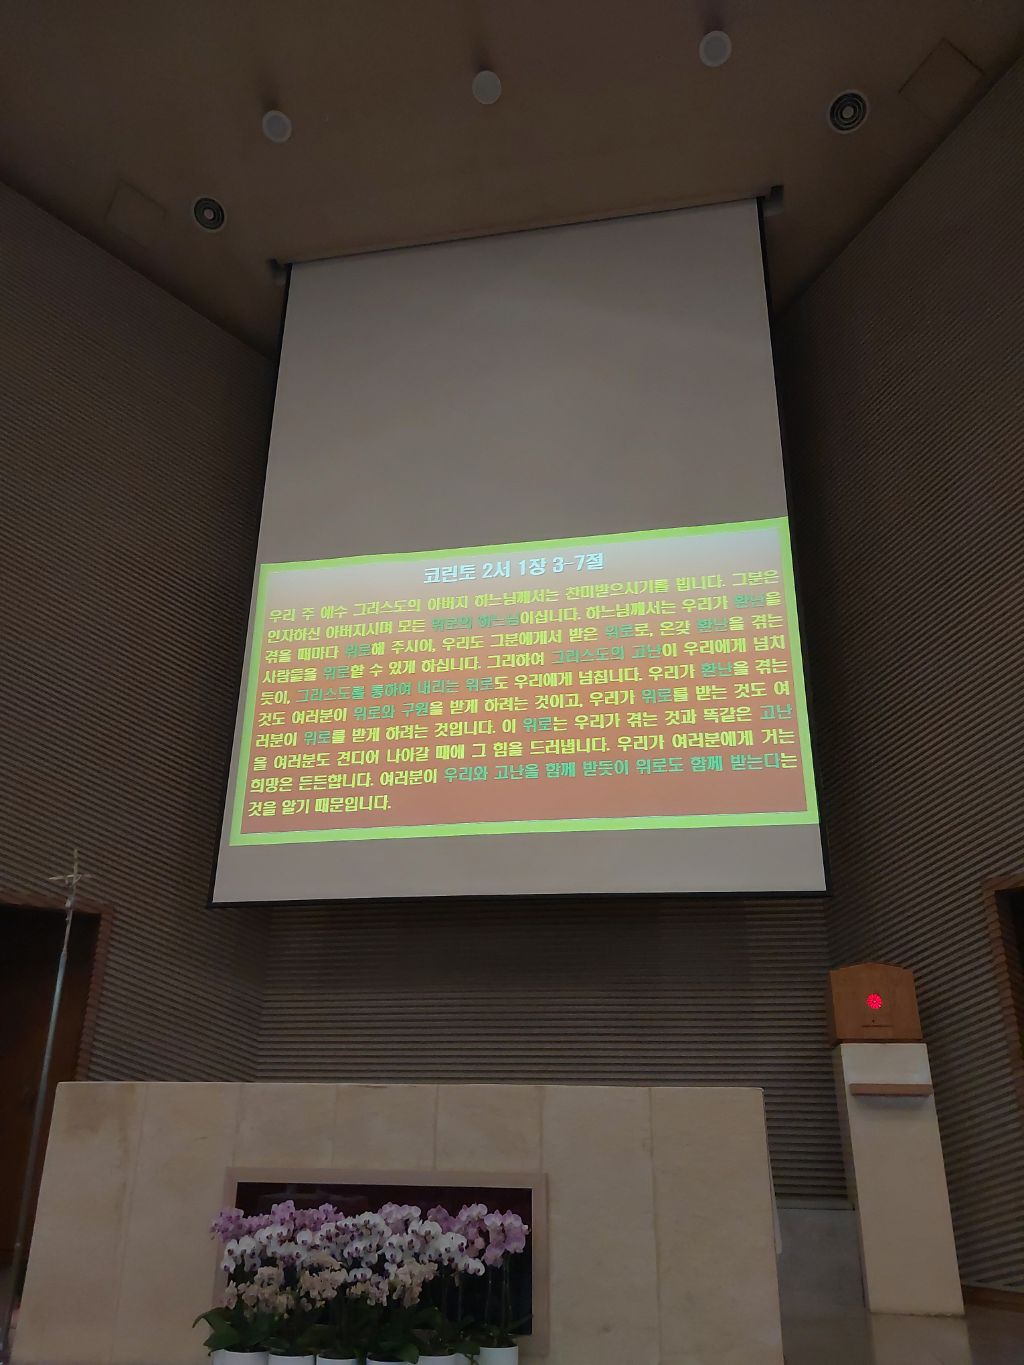 코린토 2서 1장 3-7절
우리 주 예수 그리스도의 아버지 하느님께서는 찬미받으시기를 빕니다. 그분은
인자하신 아버지시며 모든 위로의 하느님이십니다. 하느님께서는 우리가 환난을
겪을 때마다 위로해 주시어, 우리도 그분에게서 받은 위로로, 온갖 환난을 겪는
사람들을 위로할 수 있게 하십니다. 그리하여 그리스도의 고난이 우리에게 넘치
듯이, 그리스도를 통하여 내리는 위로도 우리에게 넘칩니다. 우리가 환난을 겪는
것도 여러분이 위로와 구원을 받게 하려는 것이고, 우리가 위로를 받는 것도 여
러분이 위로를 받게 하려는 것입니다. 이 위로는 우리가 겪는 것과 똑같은 고난
을 여러분도 견디어 나아갈 때에 그 힘을 드러냅니다. 우리가 여러분에게 거는
희망은 든든합니다. 여러분이 우리와 고난을 함께 받듯이 위로도 함께 받는다는
것을 알기 때문입니다.